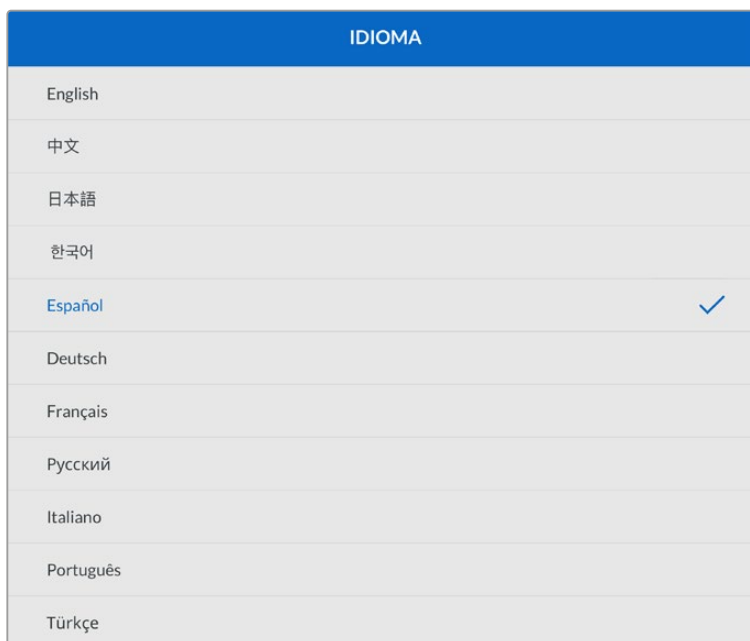 IDIOMA
English
中文
日本語
한국어
Español
Deutsch
Français
Русский
Italiano
Português
Türkçe